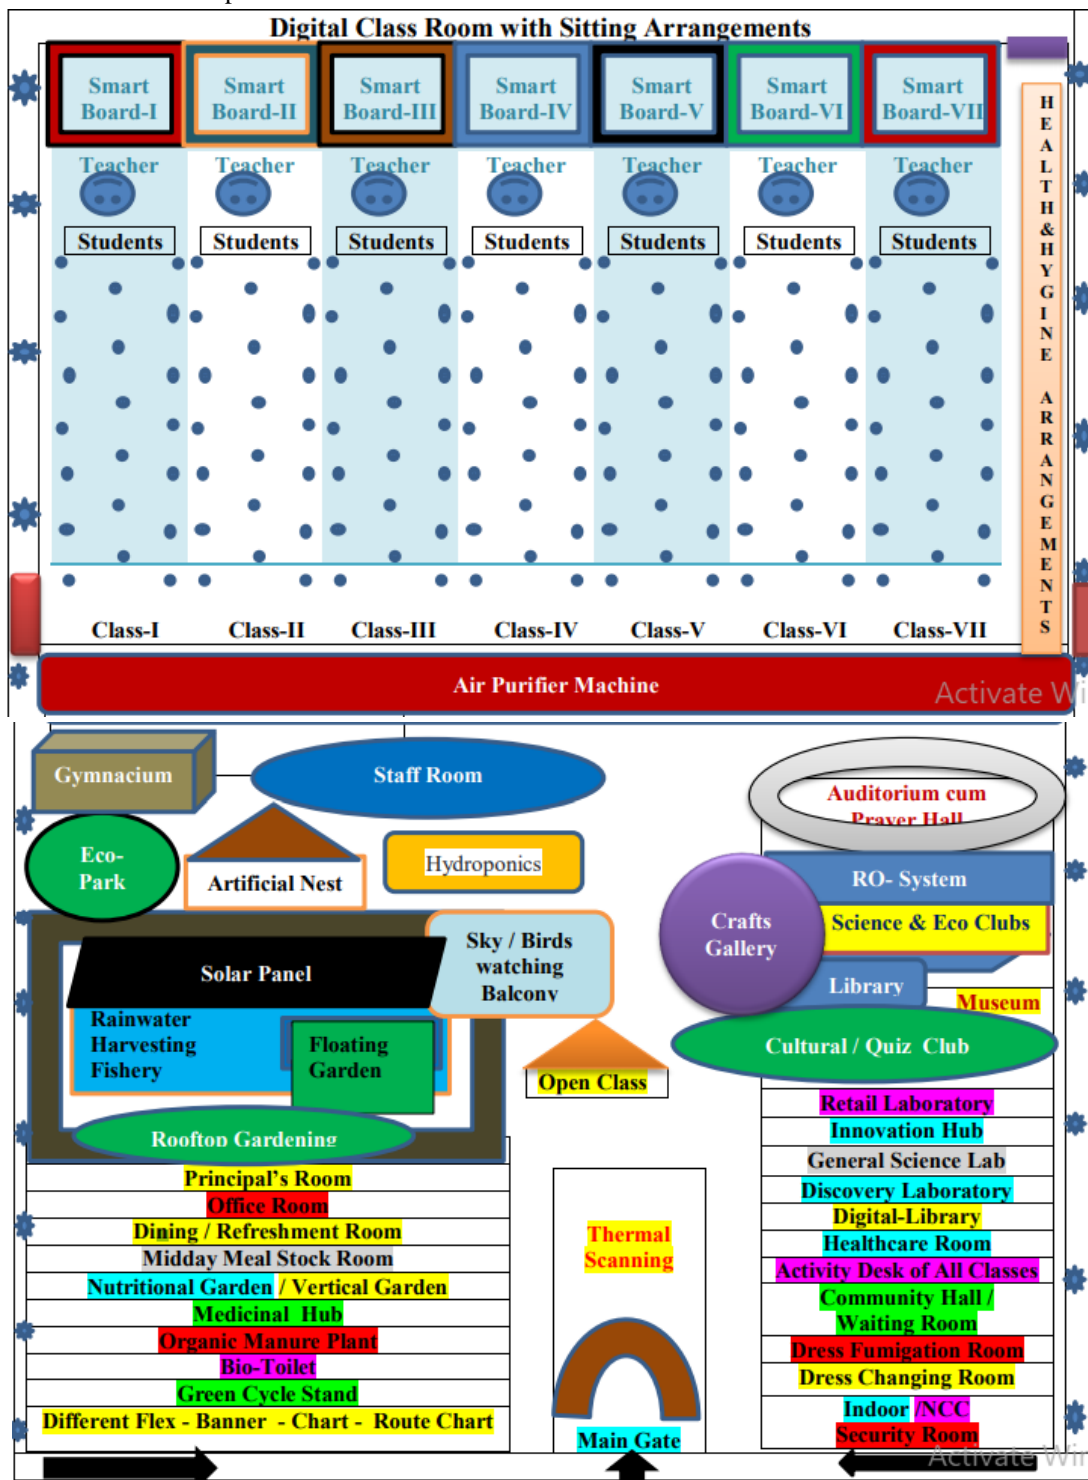 Digital Class Room with Sitting Arrangements
Smart Board-I
Smart Board-II
Smart Board-III
Smart Board-IV
Smart Board-V
Smart Board-VI
Smart Board-VII
Teacher Teacher Teacher Teacher Teacher Teacher Teacher
Students Students Students Students Students Students Students
HEALTH&HYGINE ARRANGEMENTS
Class-I Class-II Class-III Class-IV Class-V Class-VI Class-VII
Air Purifier Machine
Activate Wi
Gymnacium
Staff Room
Auditorium cum
Prayer Hall
Eco-
Park
Artificial Nest
Hydroponics
RO- System
Crafts
Gallery
Science & Eco Clubs
Sky / Birds
watching
Balcony
Solar Panel
Library
Museum
Rainwater
Harvesting
Fishery
Floating
Garden
Cultural / Quiz Club
Open Class
Rooftop Gardening
Principal's Room
Office Room
Dining / Refreshment Room
Midday Meal Stock Room
Nutritional Garden / Vertical Garden
Medicinal Hub
Organic Manure Plant
Bio-Toilet
Green Cycle Stand
Different Flex - Banner - Chart - Route Chart
Thermal
Scanning
Main Gate
Retail Laboratory
Innovation Hub
General Science Lab
Discovery Laboratory
Digital-Library
Healthcare Room
Activity Desk of All Classes
Community Hall /
Waiting Room
Dress Fumigation Room
Dress Changing Room
Indoor /NCC
Security Room
Activate Wi